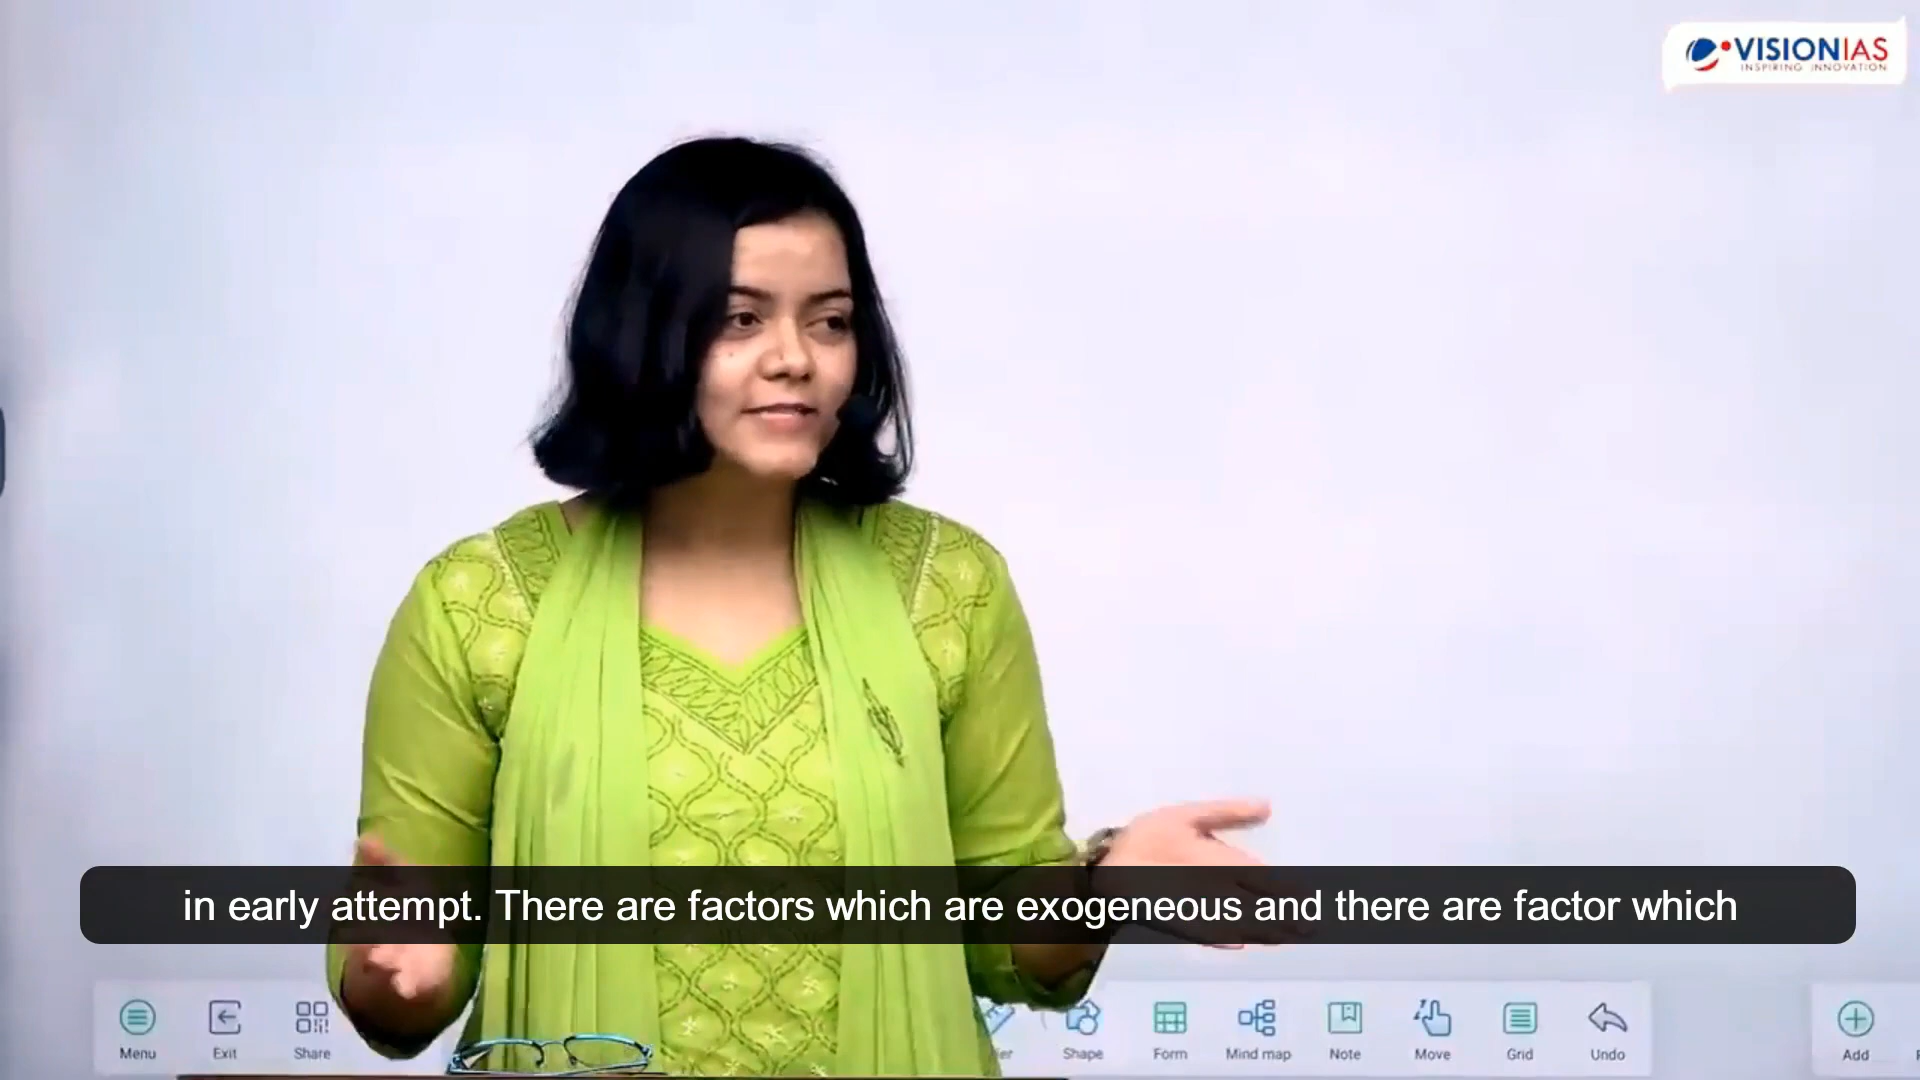 VISIONIAS
INSPIRING INNOVATION
in early attempt. There are factors which are exogeneous and there are factor which
Menu
Exit
Share
Shape
Form
Mind map
Note
Move
Grid
Undo
Add